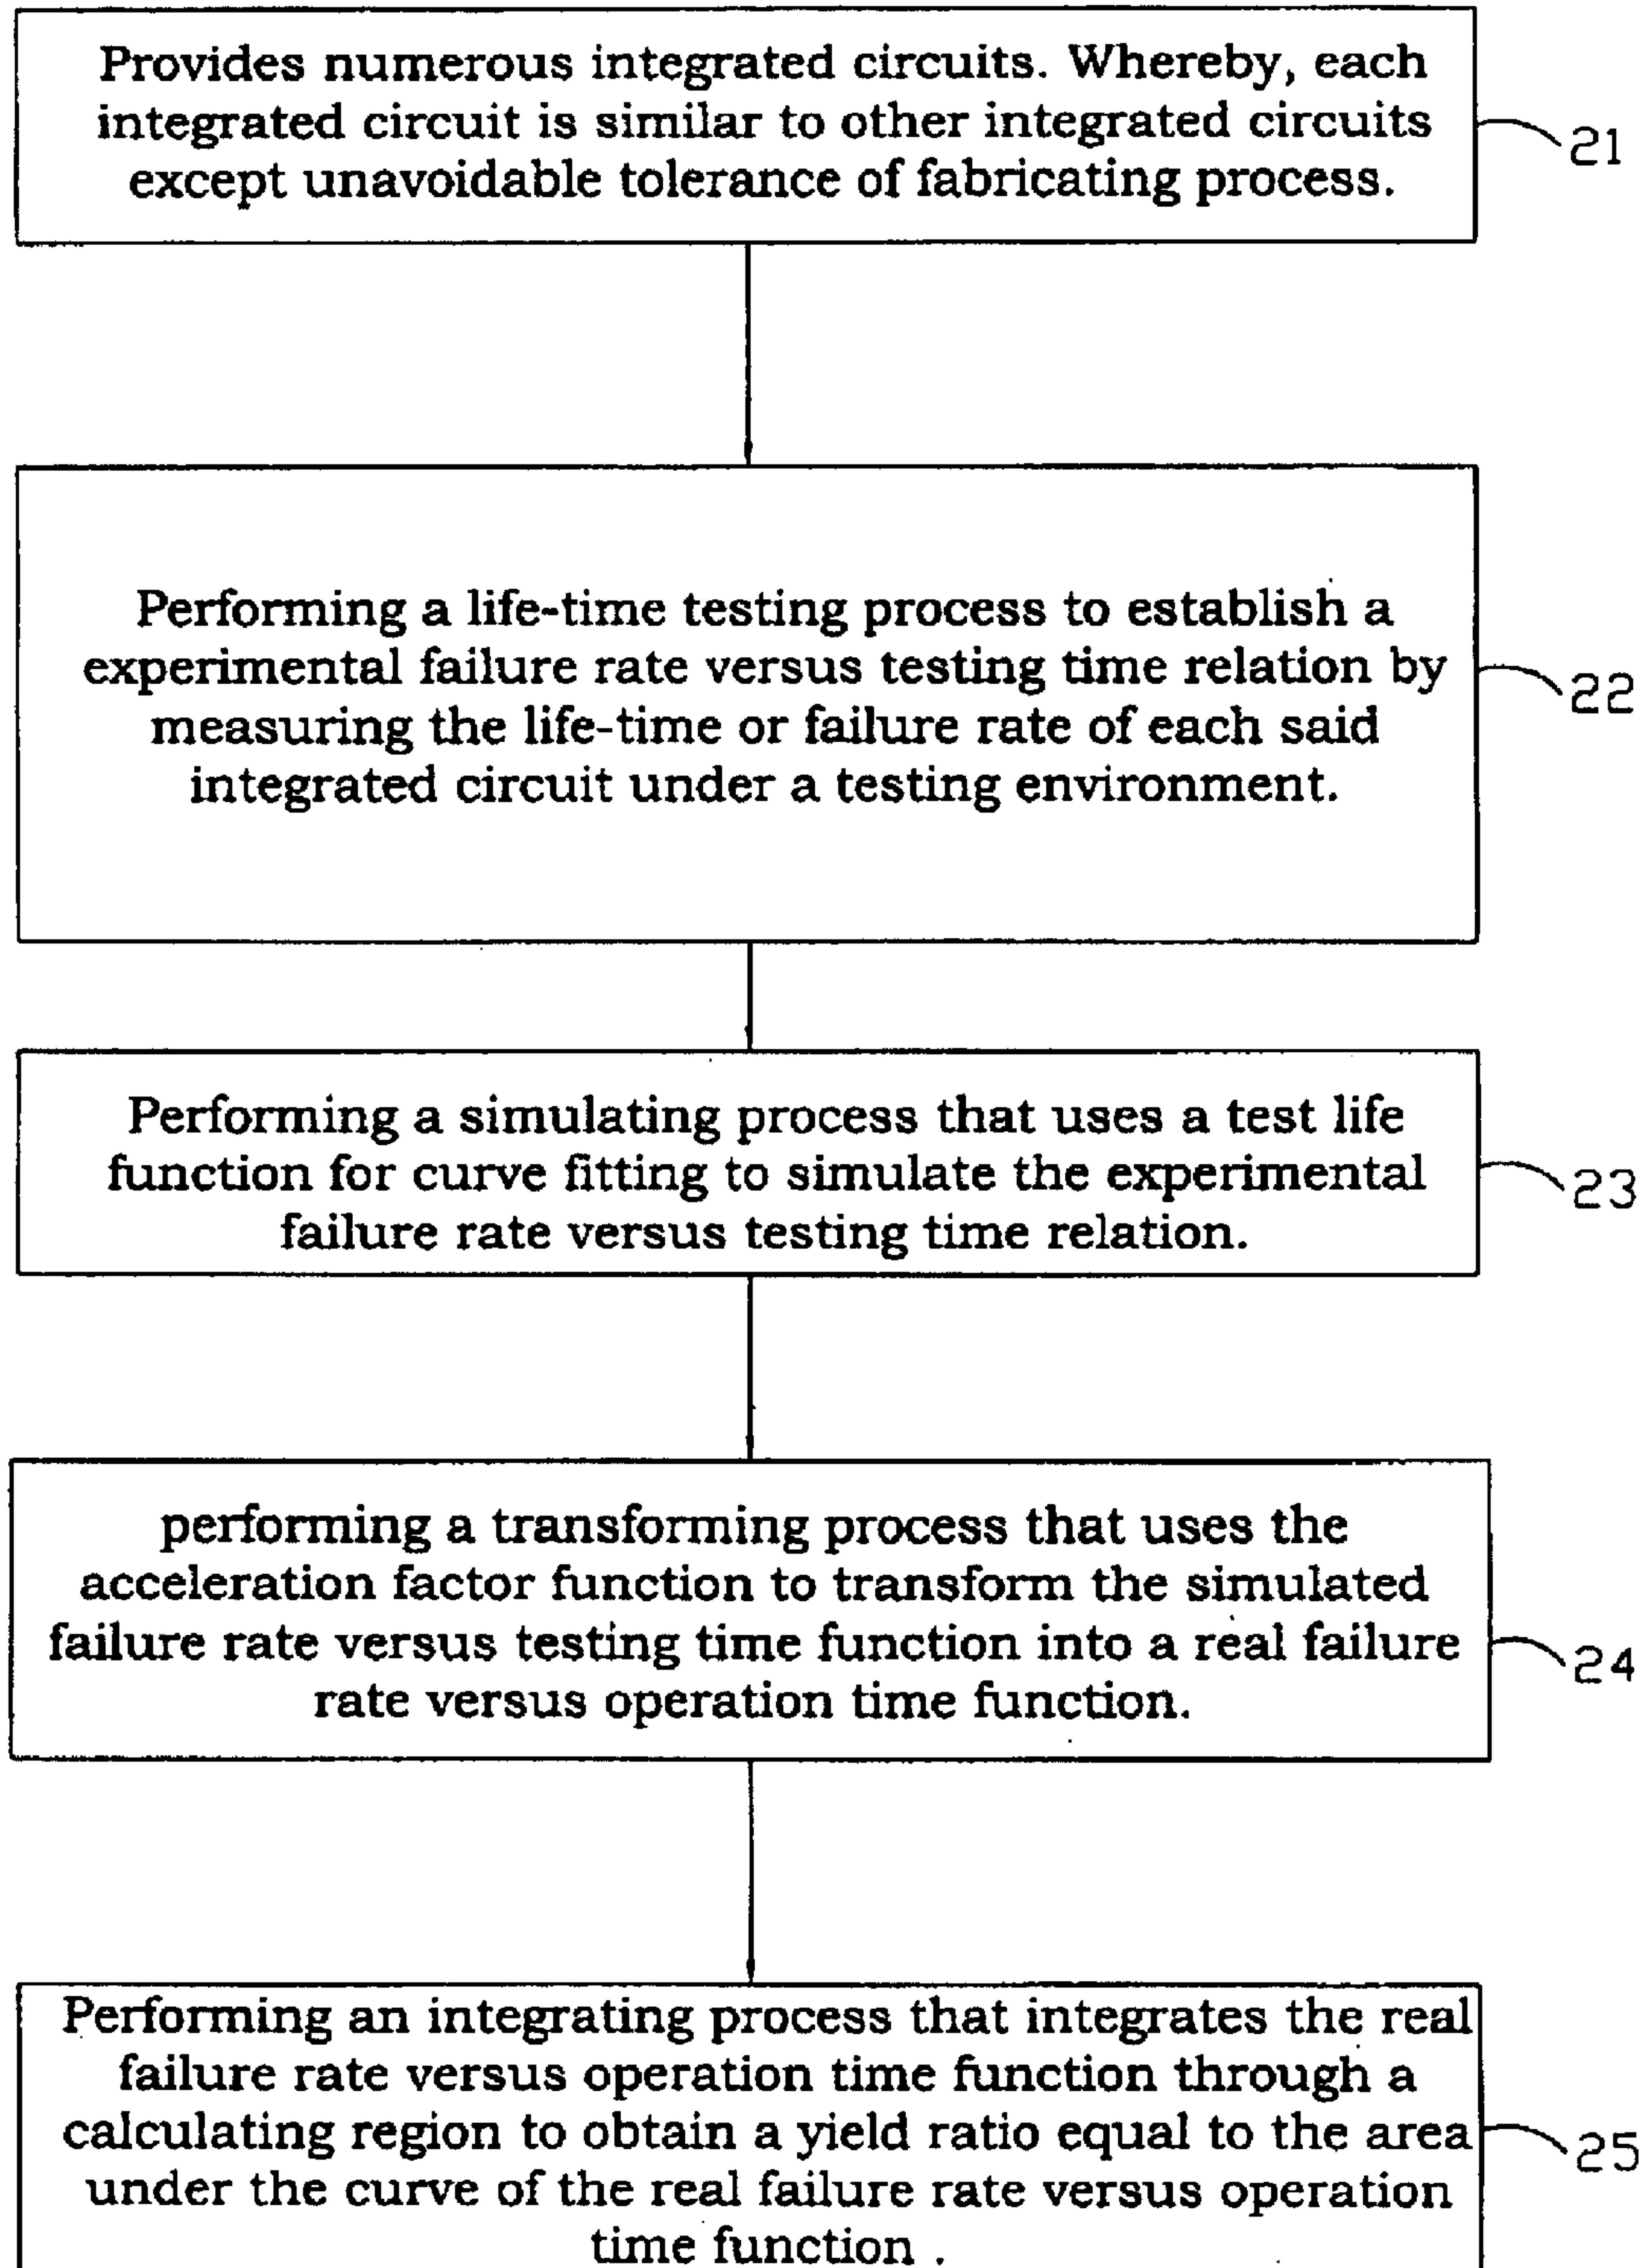 Provides numerous integrated circuits. Whereby, each
integrated circuit is similar to other integrated circuits
except unavoidable tolerance of fabricating process.
21
Performing a life-time testing process to establish a
experimental failure rate versus testing time relation by
measuring the life-time or failure rate of each said
integrated circuit under a testing environment.
22
Performing a simulating process that uses a test life
function for curve fitting to simulate the experimental
failure rate versus testing time relation.
23
performing a transforming process that uses the
acceleration factor function to transform the simulated
failure rate versus testing time function into a real failure
rate versus operation time function.
24
Performing an integrating process that integrates the real
failure rate versus operation time function through a
calculating region to obtain a yield ratio equal to the area
under the curve of the real failure rate versus operation
time function .
25